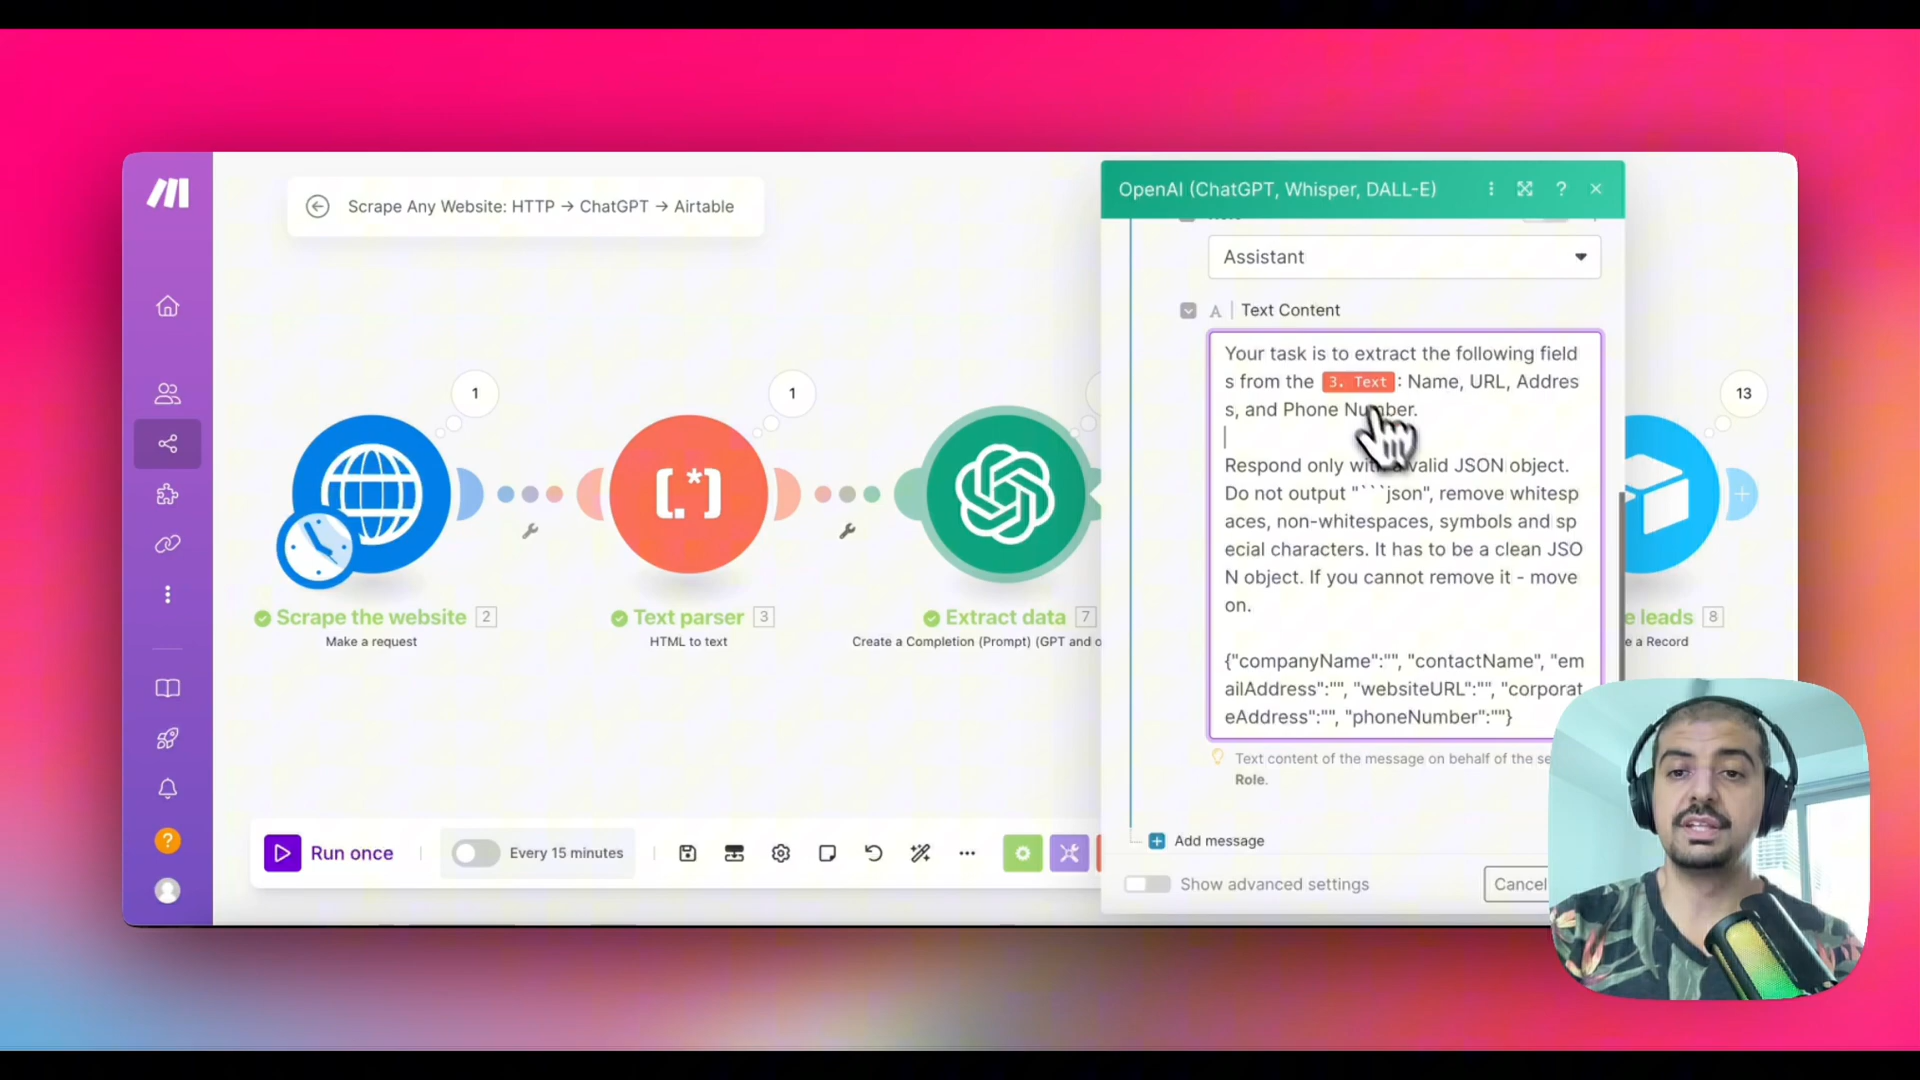 Scrape Any Website: HTTP → ChatGPT → Airtable
OpenAI (ChatGPT, Whisper, DALL-E)
?
Assistant
A
Text Content
Your task is to extract the following field
s from the 3. Text : Name, URL, Addres
s, and Phone Number.
Respond only with valid JSON object.
Do not output "```json", remove whitesp
aces, non-whitespaces, symbols and sp
ecial characters. It has to be a clean JSO
N object. If you cannot remove it - move
on.
{"companyName":"", "contactName", "em
ailAddress":"", "websiteURL":"", "corporat
eAddress":"", "phoneNumber":""}
Text content of the message on behalf of the se
Role.
Add message
Show advanced settings
Cancel
1
1
13
[.*]
Scrape the website 2
Make a request
Text parser 3
HTML to text
Extract data 7
Create a Completion (Prompt) (GPT and o
e leads 8
e a Record
Run once
Every 15 minutes
?